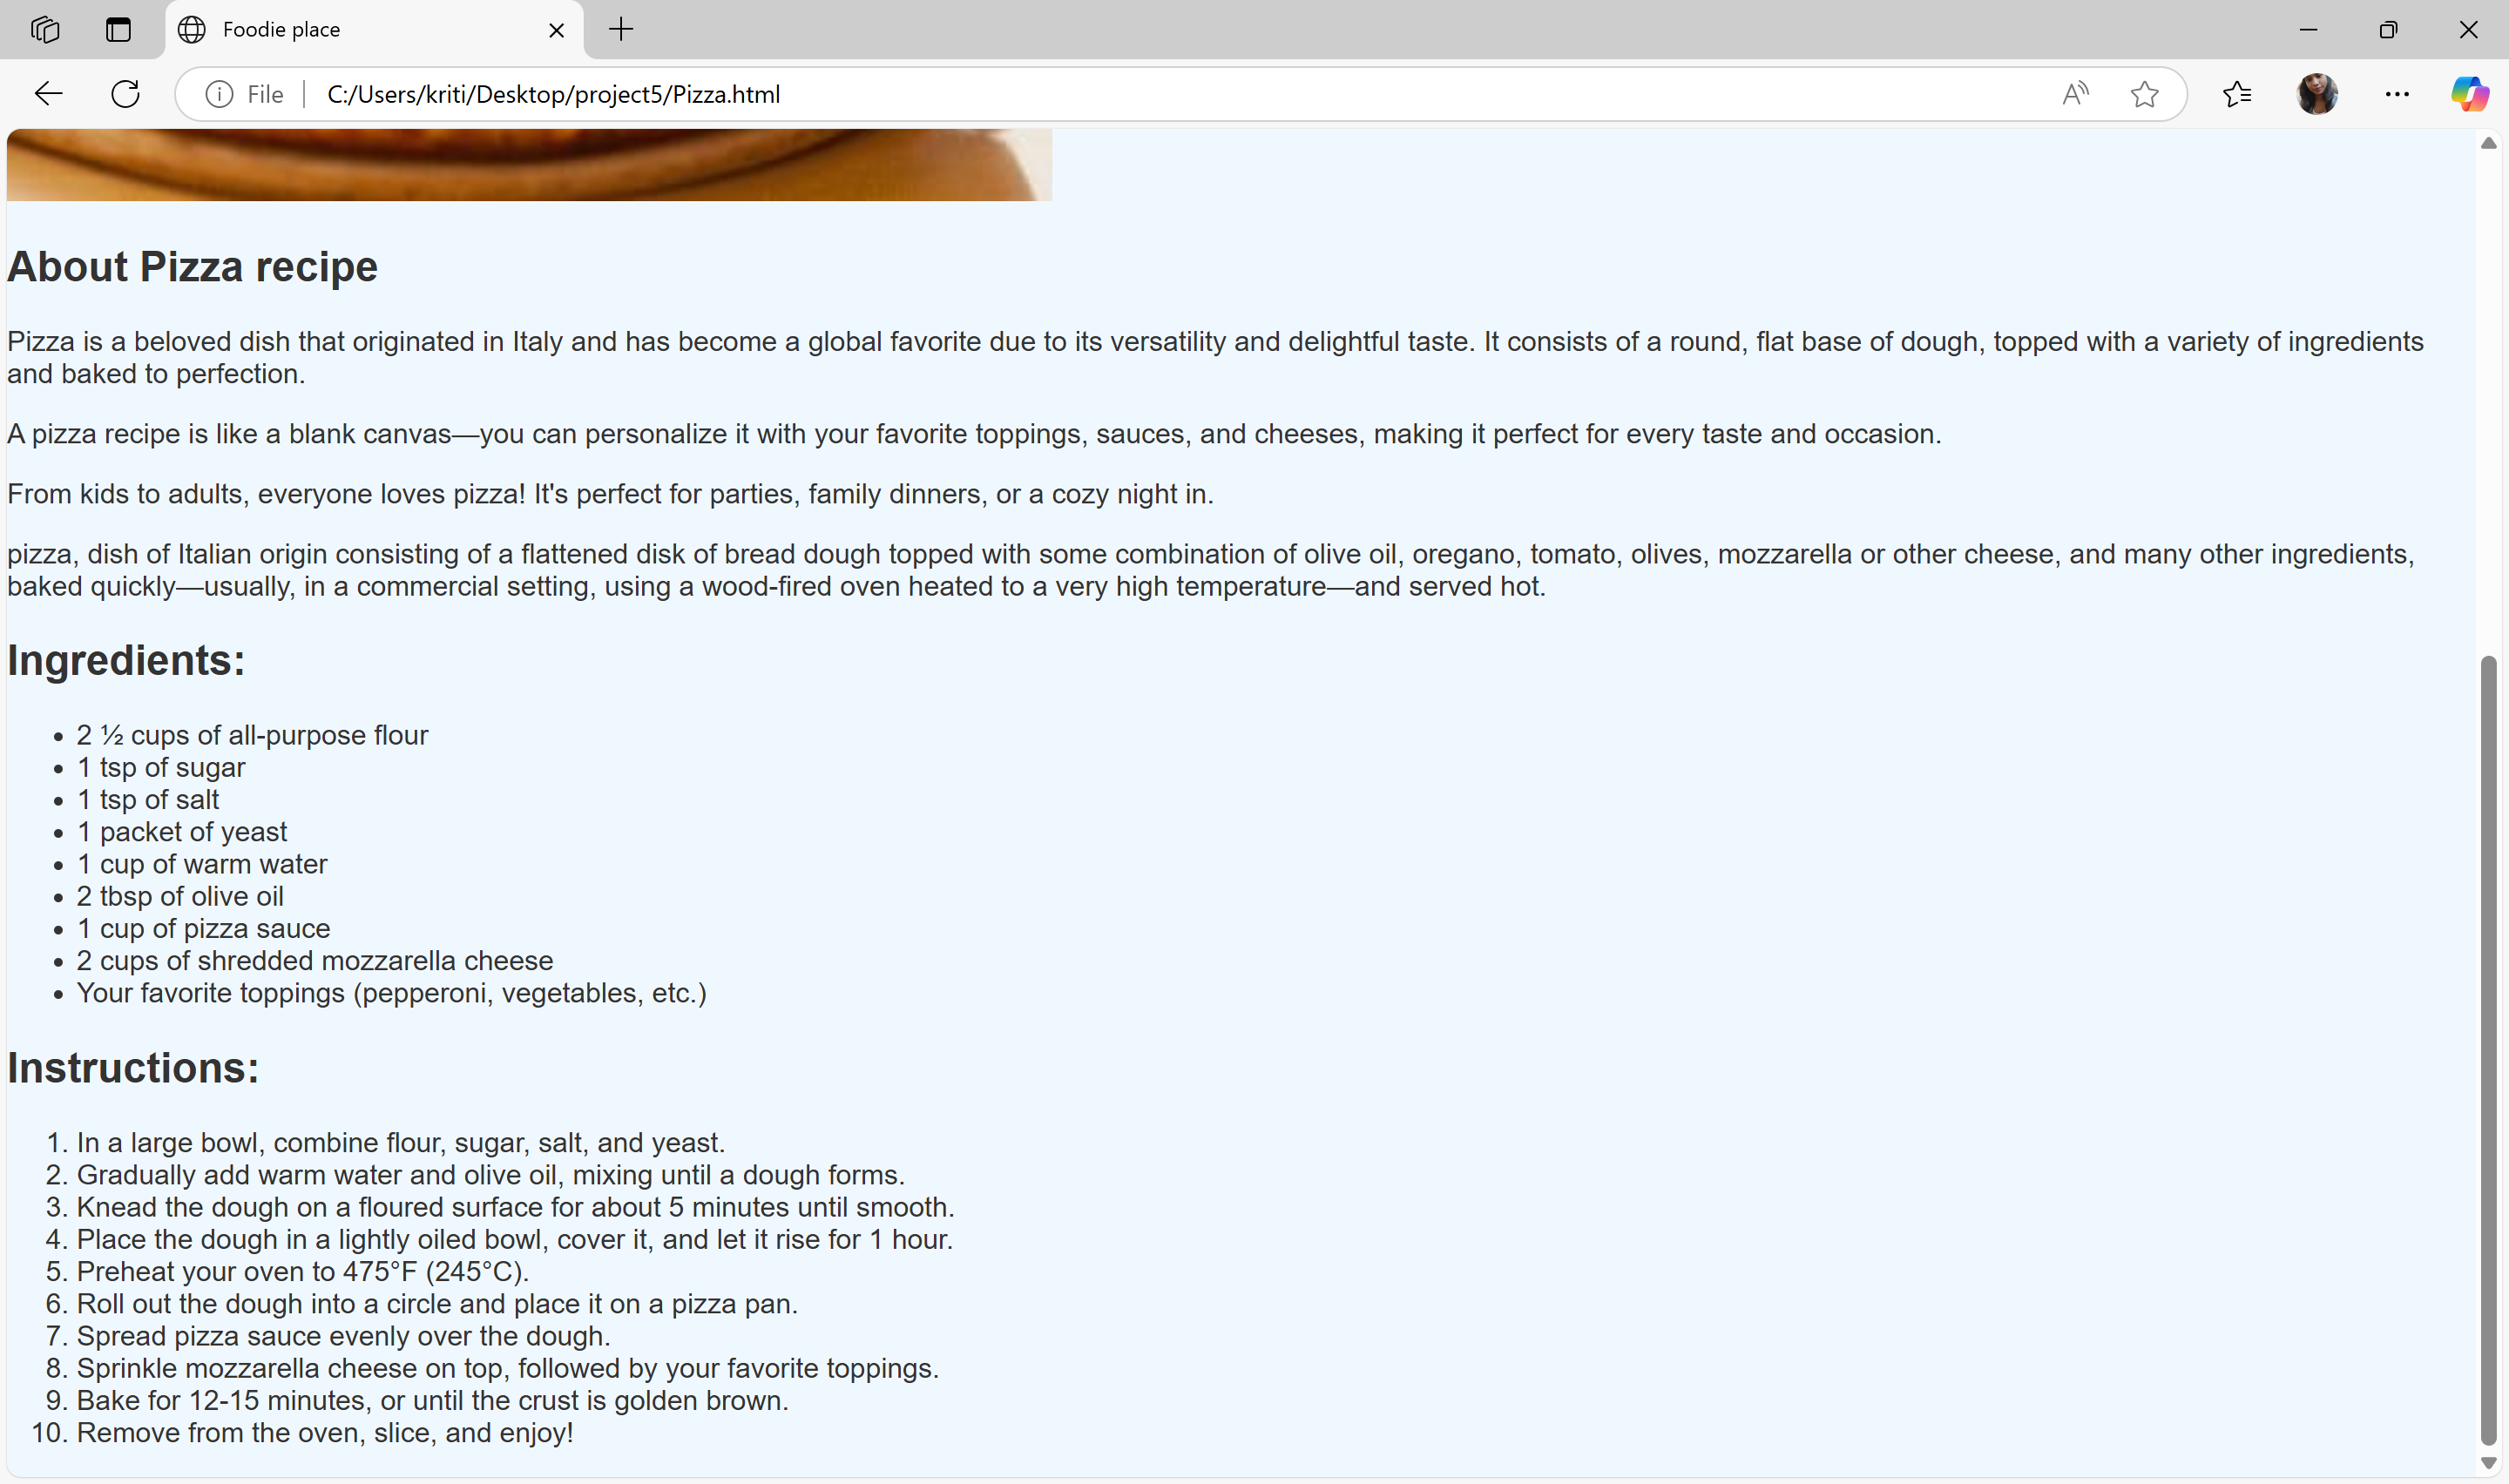 Foodie place
File
C:/Users/kriti/Desktop/project5/Pizza.html
About Pizza recipe
Pizza is a beloved dish that originated in Italy and has become a global favorite due to its versatility and delightful taste. It consists of a round, flat base of dough, topped with a variety of ingredients
and baked to perfection.
A pizza recipe is like a blank canvas—you can personalize it with your favorite toppings, sauces, and cheeses, making it perfect for every taste and occasion.
From kids to adults, everyone loves pizza! It's perfect for parties, family dinners, or a cozy night in.
pizza, dish of Italian origin consisting of a flattened disk of bread dough topped with some combination of olive oil, oregano, tomato, olives, mozzarella or other cheese, and many other ingredients,
baked quickly—usually, in a commercial setting, using a wood-fired oven heated to a very high temperature—and served hot.
Ingredients:
• 2 ½ cups of all-purpose flour
• 1 tsp of sugar
• 1 tsp of salt
• 1 packet of yeast
• 1 cup of warm water
• 2 tbsp of olive oil
• 1 cup of pizza sauce
• 2 cups of shredded mozzarella cheese
• Your favorite toppings (pepperoni, vegetables, etc.)
Instructions:
1. In a large bowl, combine flour, sugar, salt, and yeast.
2. Gradually add warm water and olive oil, mixing until a dough forms.
3. Knead the dough on a floured surface for about 5 minutes until smooth.
4. Place the dough in a lightly oiled bowl, cover it, and let it rise for 1 hour.
5. Preheat your oven to 475°F (245°C).
6. Roll out the dough into a circle and place it on a pizza pan.
7. Spread pizza sauce evenly over the dough.
8. Sprinkle mozzarella cheese on top, followed by your favorite toppings.
9. Bake for 12-15 minutes, or until the crust is golden brown.
10. Remove from the oven, slice, and enjoy!